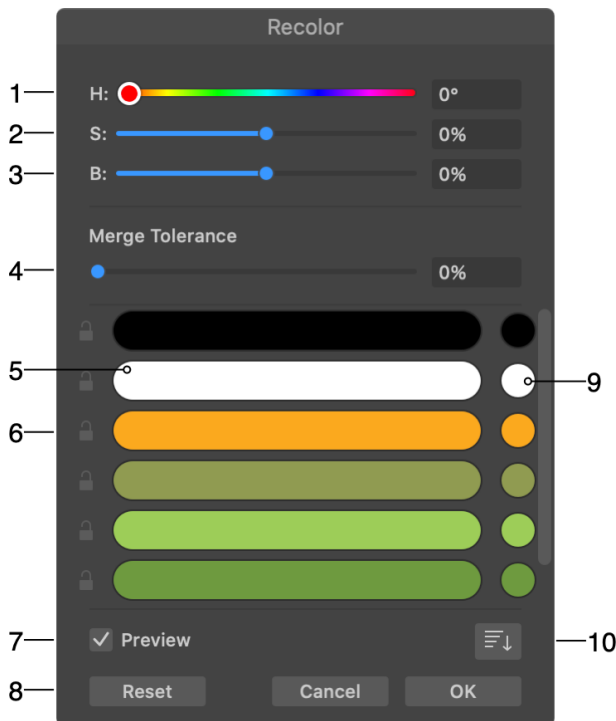 Recolor
1 H: 0°
2 S: 0%
3 B: 0%
Merge Tolerance
4 0%
5
9
6
7 Preview 10
8 Reset Cancel OK